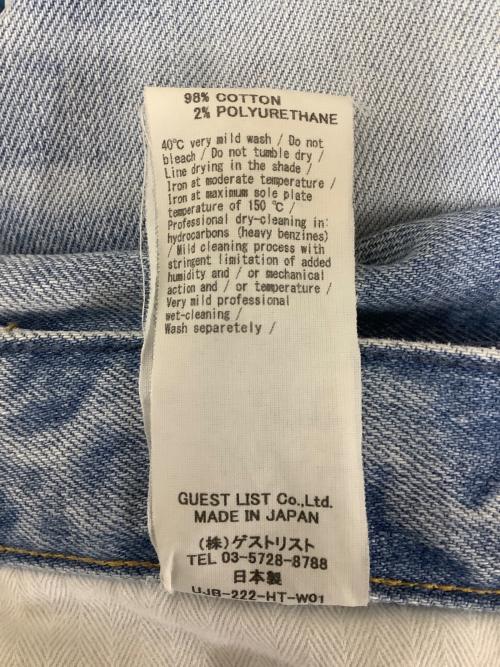 98% COTTON
2% POLYURETHANE
40℃ very mild wash / Do not
bleach / Do not tumble dry /
Line drying in the shade /
Iron at moderate temperature /
Iron at maximum sole plate
temperature of 150 ℃ /
Professional dry-cleaning in:
hydrocarbons (heavy benzines)
/ Mild cleaning process with
stringent limitation of added
humidity and / or mechanical
action and / or temperature /
Very mild professional
wet-cleaning /
Wash separetely /
GUEST LIST Co.,Ltd.
MADE IN JAPAN
(株)ゲストリスト
TEL 03-5728-8788
日本製
UJB-222-HT-W01